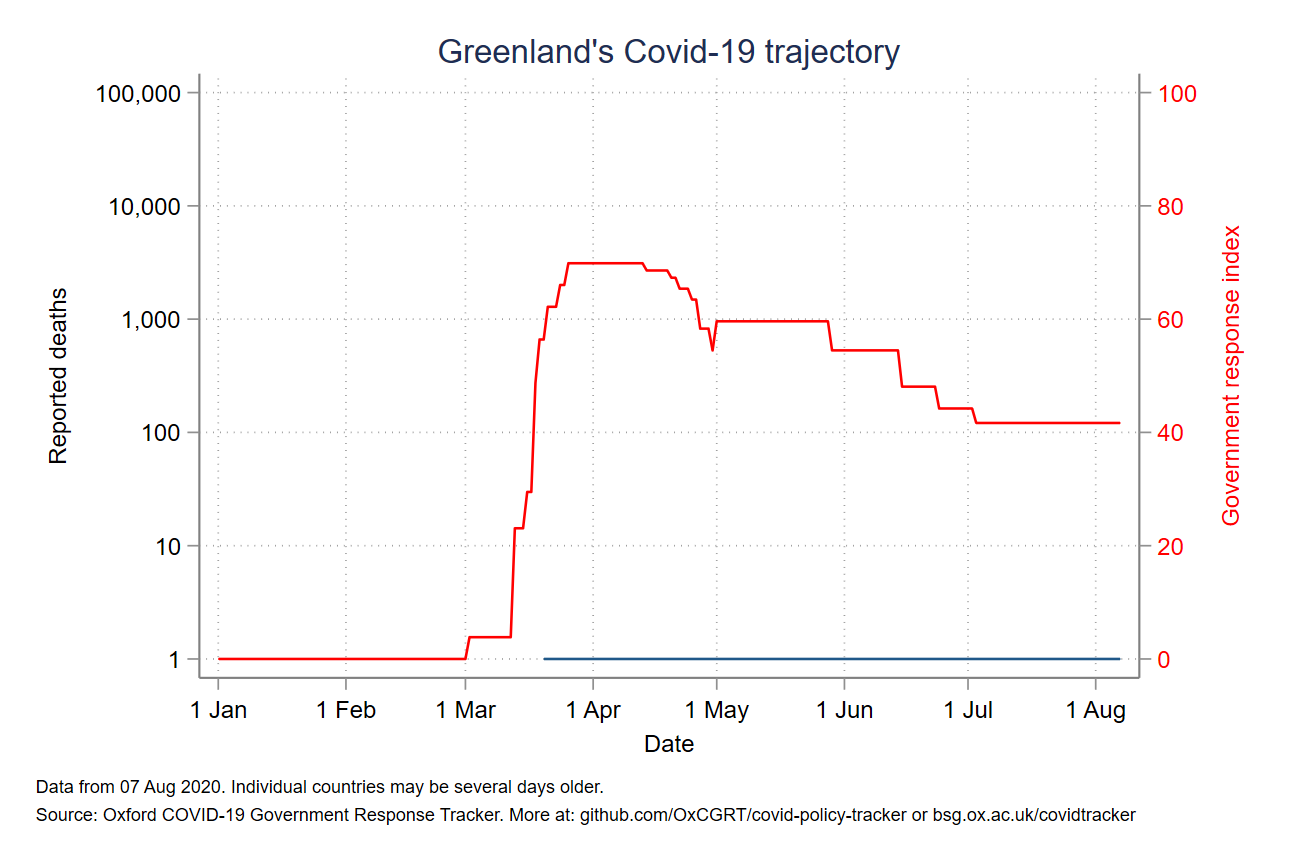 Greenland's Covid-19 trajectory
100,000
10,000
1,000
100
10
1
Reported deaths
100
80
60
40
20
0
Government response index
1 Jan 1 Feb 1 Mar 1 Apr 1 May 1 Jun 1 Jul 1 Aug
Date
Data from 07 Aug 2020. Individual countries may be several days older.
Source: Oxford COVID-19 Government Response Tracker. More at: github.com/OxCGRT/covid-policy-tracker or bsg.ox.ac.uk/covidtracker